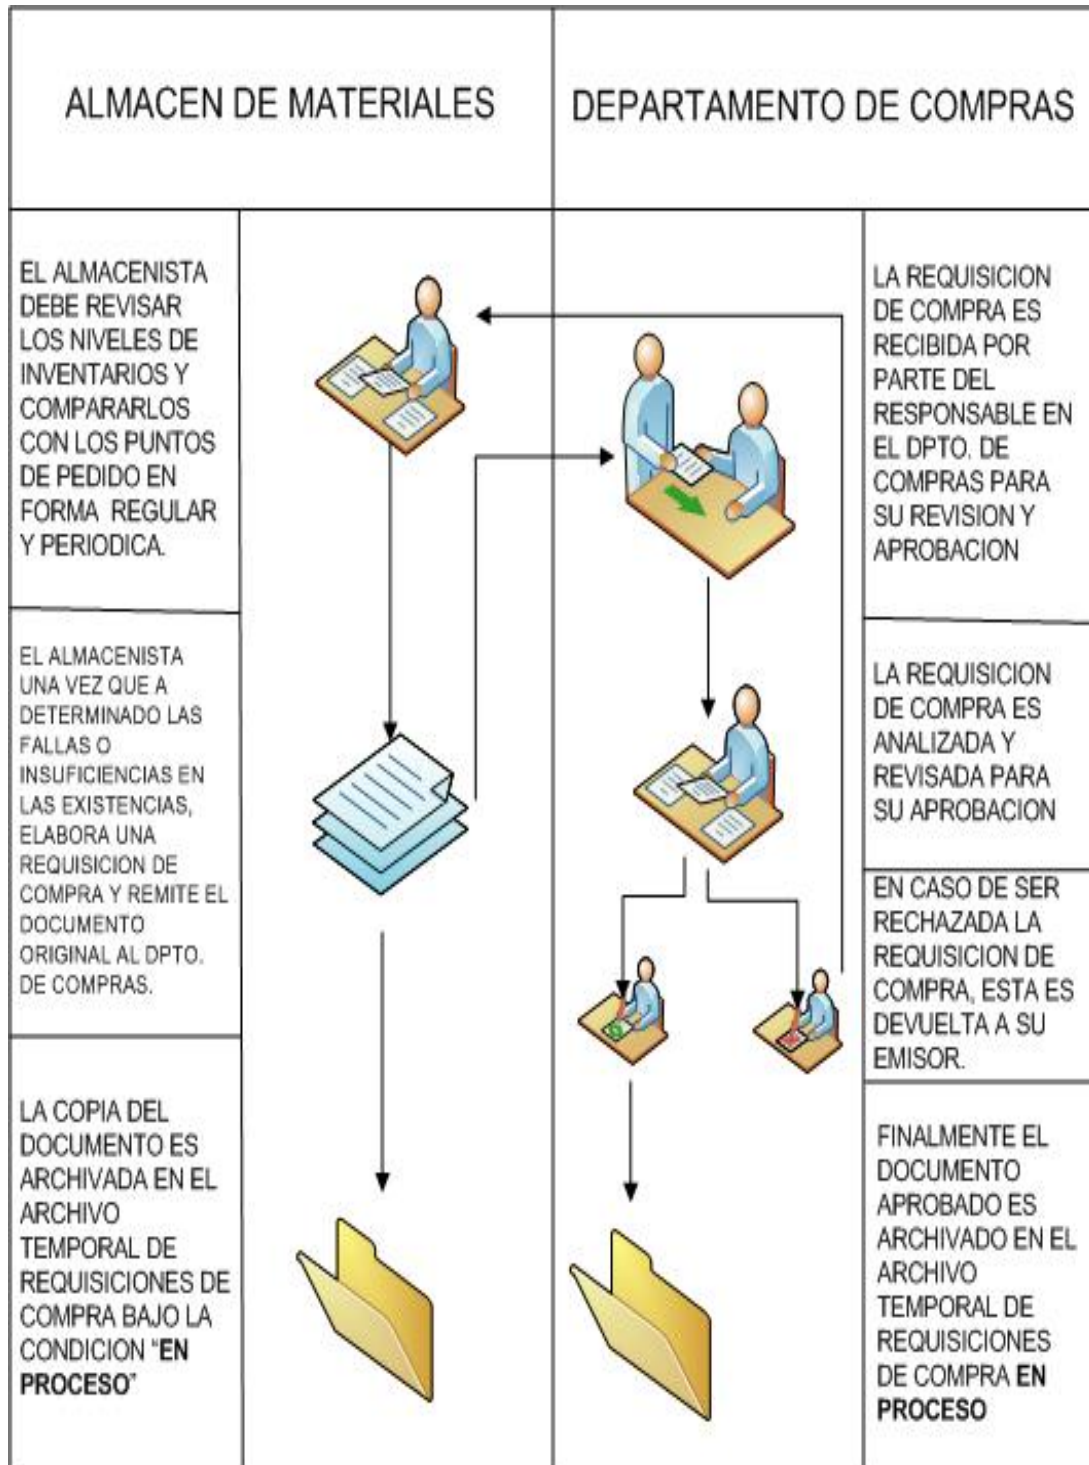 ALMACEN DE MATERIALES
DEPARTAMENTO DE COMPRAS
EL ALMACENISTA
DEBE REVISAR
LOS NIVELES DE
INVENTARIOS Y
COMPARARLOS
CON LOS PUNTOS
DE PEDIDO EN
FORMA REGULAR
Y PERIODICA.
EL ALMACENISTA
UNA VEZ QUE A
DETERMINADO LAS
FALLAS O
INSUFICIENCIAS EN
LAS EXISTENCIAS,
ELABORA UNA
REQUISICION DE
COMPRA Y REMITE EL
DOCUMENTO
ORIGINAL AL DPTO.
DE COMPRAS.
LA COPIA DEL
DOCUMENTO ES
ARCHIVADA EN EL
ARCHIVO
TEMPORAL DE
REQUISICIONES DE
COMPRA BAJO LA
CONDICION "EN
PROCESO"
LA REQUISICION
DE COMPRA ES
RECIBIDA POR
PARTE DEL
RESPONSABLE EN
EL DPTO. DE
COMPRAS PARA
SU REVISION Y
APROBACION
LA REQUISICION
DE COMPRA ES
ANALIZADA Y
REVISADA PARA
SU APROBACION
EN CASO DE SER
RECHAZADA LA
REQUISICION DE
COMPRA, ESTA ES
DEVUELTA A SU
EMISOR.
FINALMENTE EL
DOCUMENTO
APROBADO ES
ARCHIVADO EN EL
ARCHIVO
TEMPORAL DE
REQUISICIONES
DE COMPRA EN
PROCESO